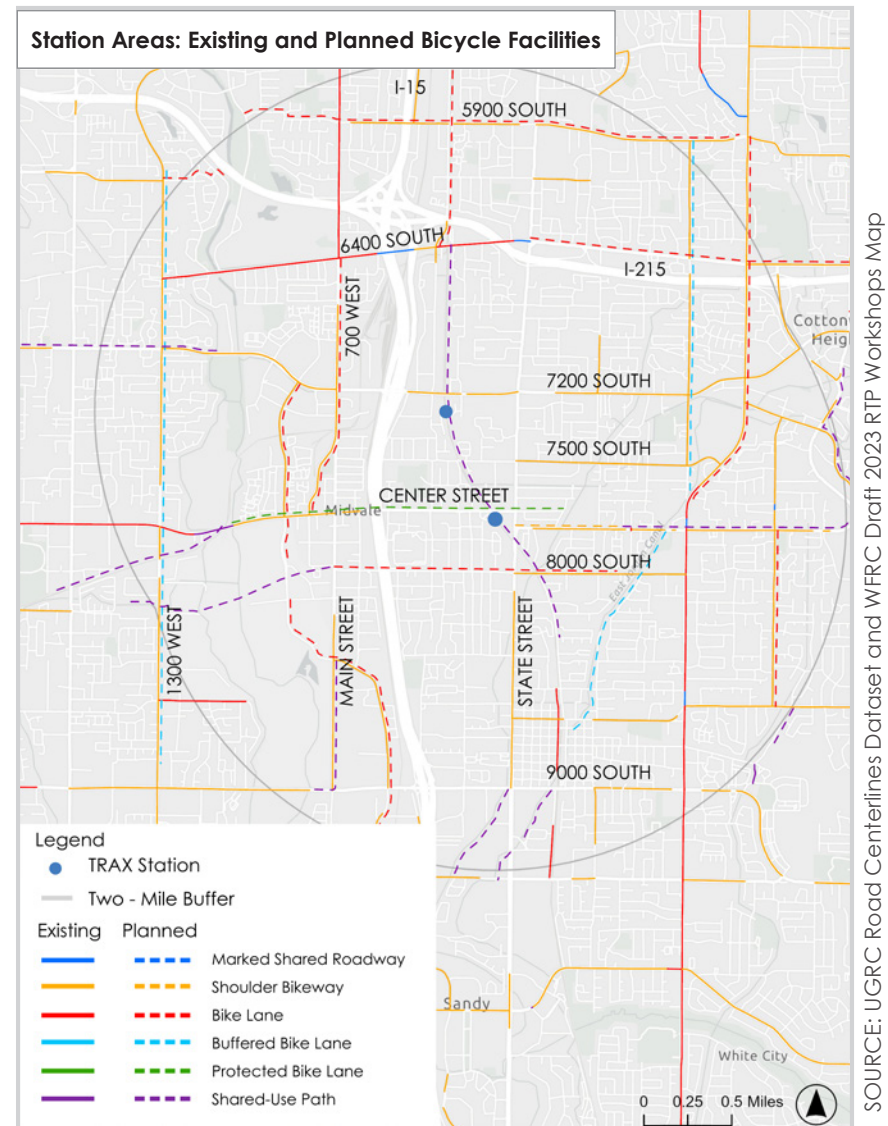 Station Areas: Existing and Planned Bicycle Facilities
I-15
5900 SOUTH
6400 SOUTH
I-215
700 WEST
Cotton
Heig
7200 SOUTH
7500 SOUTH
CENTER STREET
Midvale
8000 SOUTH
East Jordan Canal
1300 WEST
MAIN STREET
STATE STREET
9000 SOUTH
Legend
TRAX Station
Two - Mile Buffer
Existing Planned
Marked Shared Roadway
Shoulder Bikeway
Bike Lane
Buffered Bike Lane
Protected Bike Lane
Shared-Use Path
Sandy
White City
0 0.25 0.5 Miles
SOURCE: UGRC Road Centerlines Dataset and WFRC Draft 2023 RTP Workshops Map